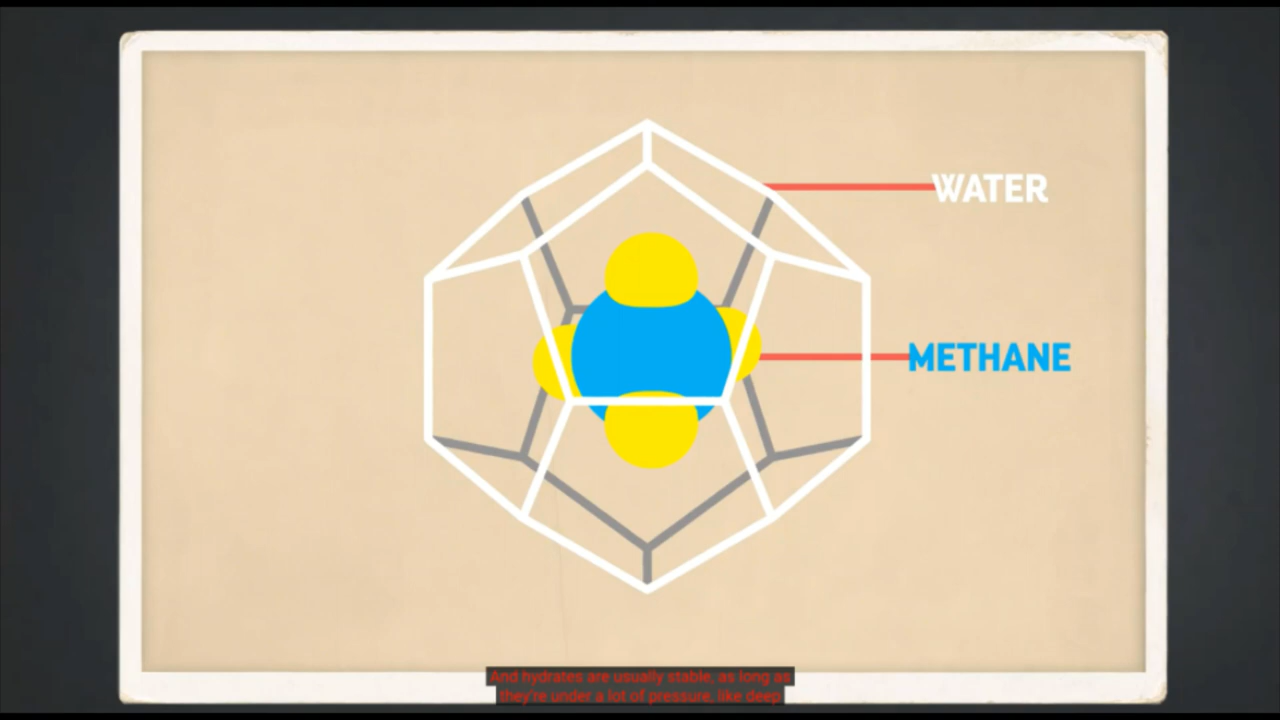 WATER
METHANE
And hydrates are usually stable, as long as
they're under a lot of pressure, like deep